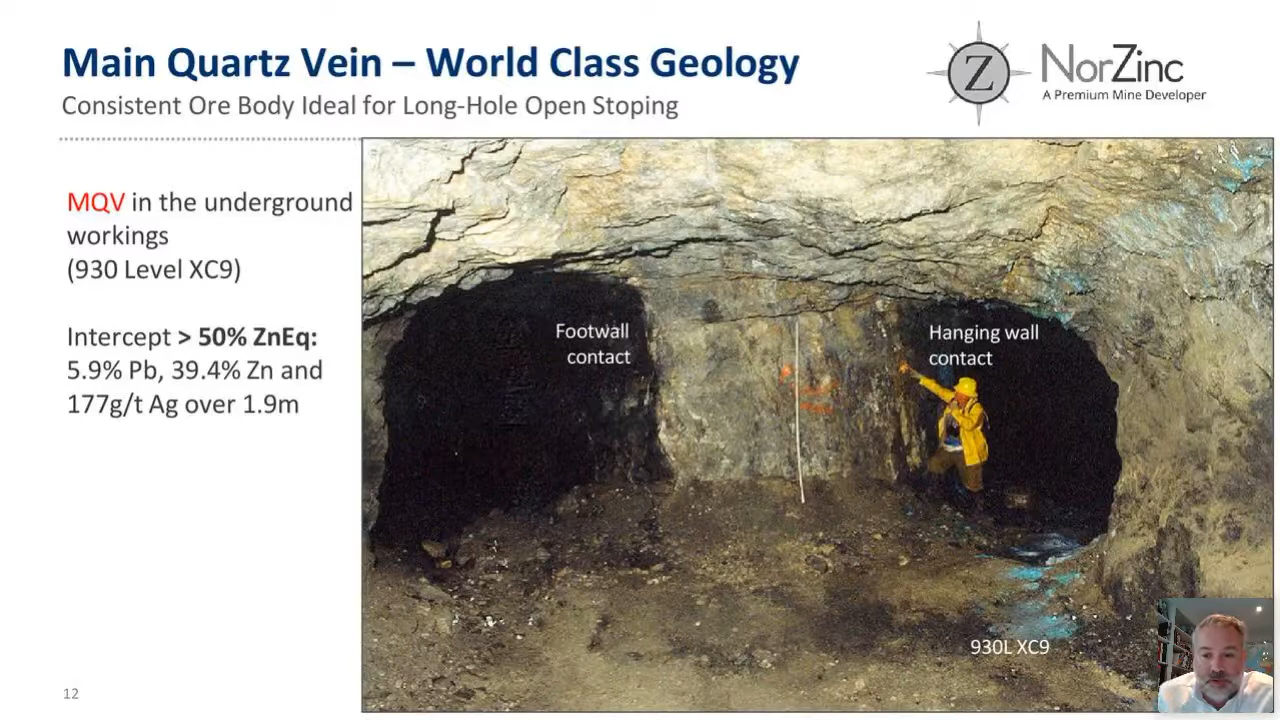 Main Quartz Vein – World Class Geology
Consistent Ore Body Ideal for Long-Hole Open Stoping
Z
NorZinc
A Premium Mine Developer
MQV in the underground
workings
(930 Level XC9)
Intercept > 50% ZnEq:
5.9% Pb, 39.4% Zn and
177g/t Ag over 1.9m
Footwall
contact
Hanging wall
contact
930L XC9
12